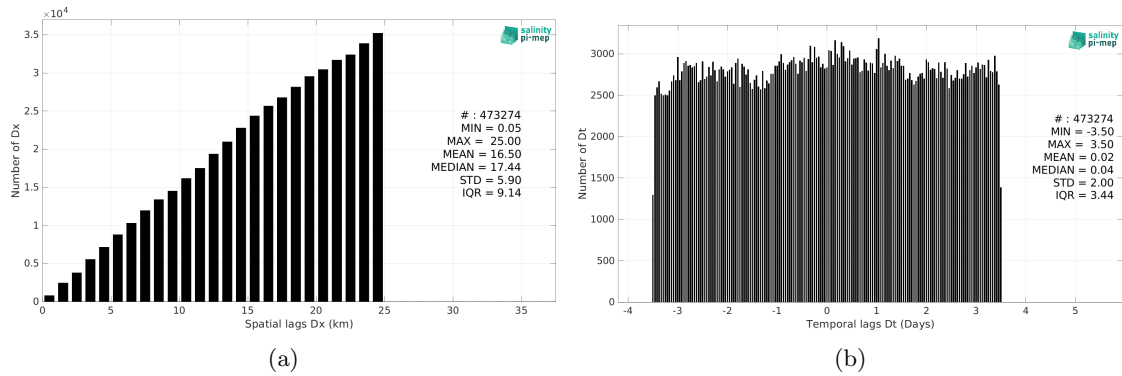 ×10⁴
3.5
3
2.5
2
1.5
1
0.5
0
Number of Dx
0 5 10 15 20 25 30 35
Spatial lags Dx (km)
salinity
pi-mep
# : 473274
MIN = 0.05
MAX = 25.00
MEAN = 16.50
MEDIAN = 17.44
STD = 5.90
IQR = 9.14
(a)
3000
2500
2000
1500
1000
500
0
Number of Dt
-4 -3 -2 -1 0 1 2 3 4 5
Temporal lags Dt (Days)
salinity
pi-mep
# : 473274
MIN = -3.50
MAX = 3.50
MEAN = 0.02
MEDIAN = 0.04
STD = 2.00
IQR = 3.44
(b)